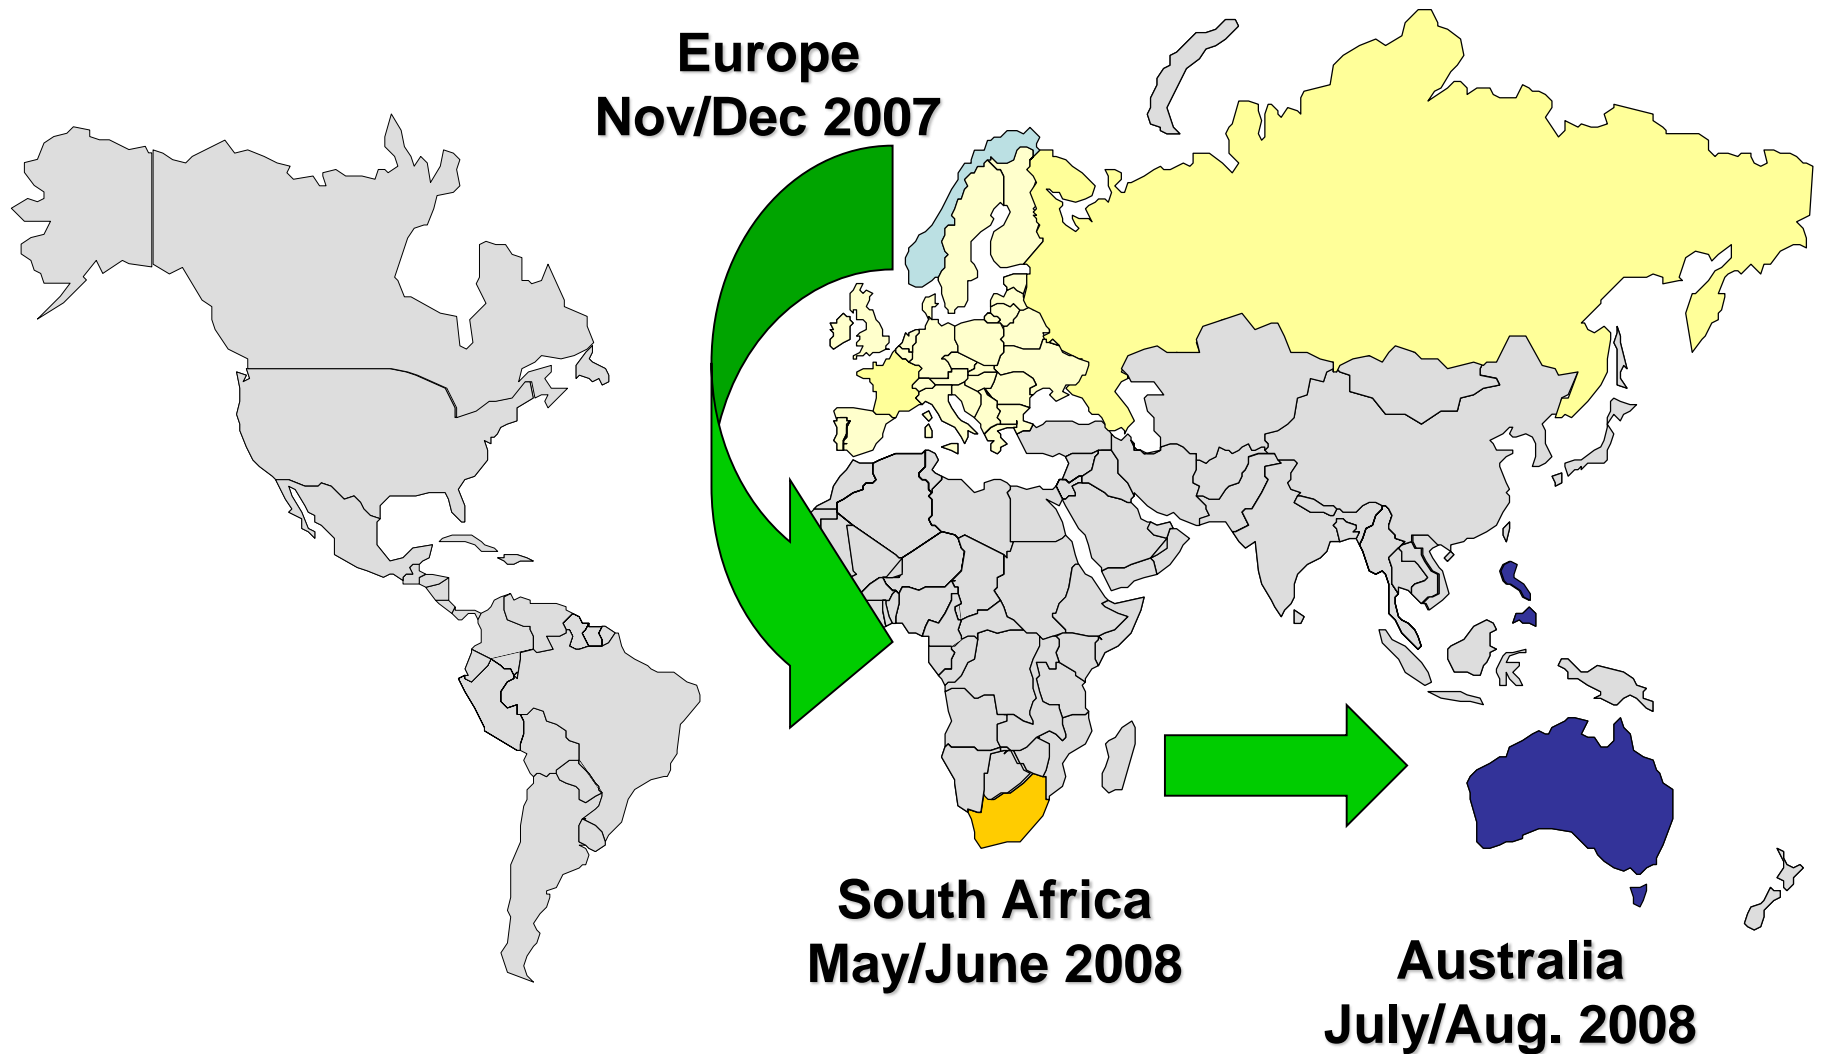 Europe
Nov/Dec 2007
South Africa
May/June 2008
Australia
July/Aug. 2008